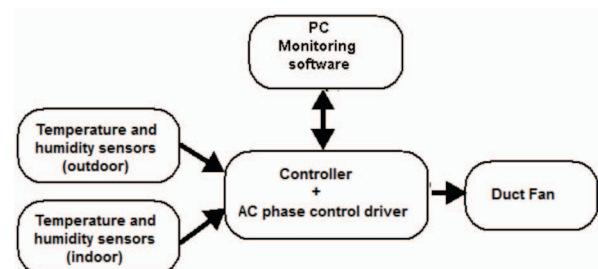 PC
Monitoring
software
Temperature and
humidity sensors
(outdoor)
Controller
+
AC phase control driver
Duct Fan
Temperature and
humidity sensors
(indoor)